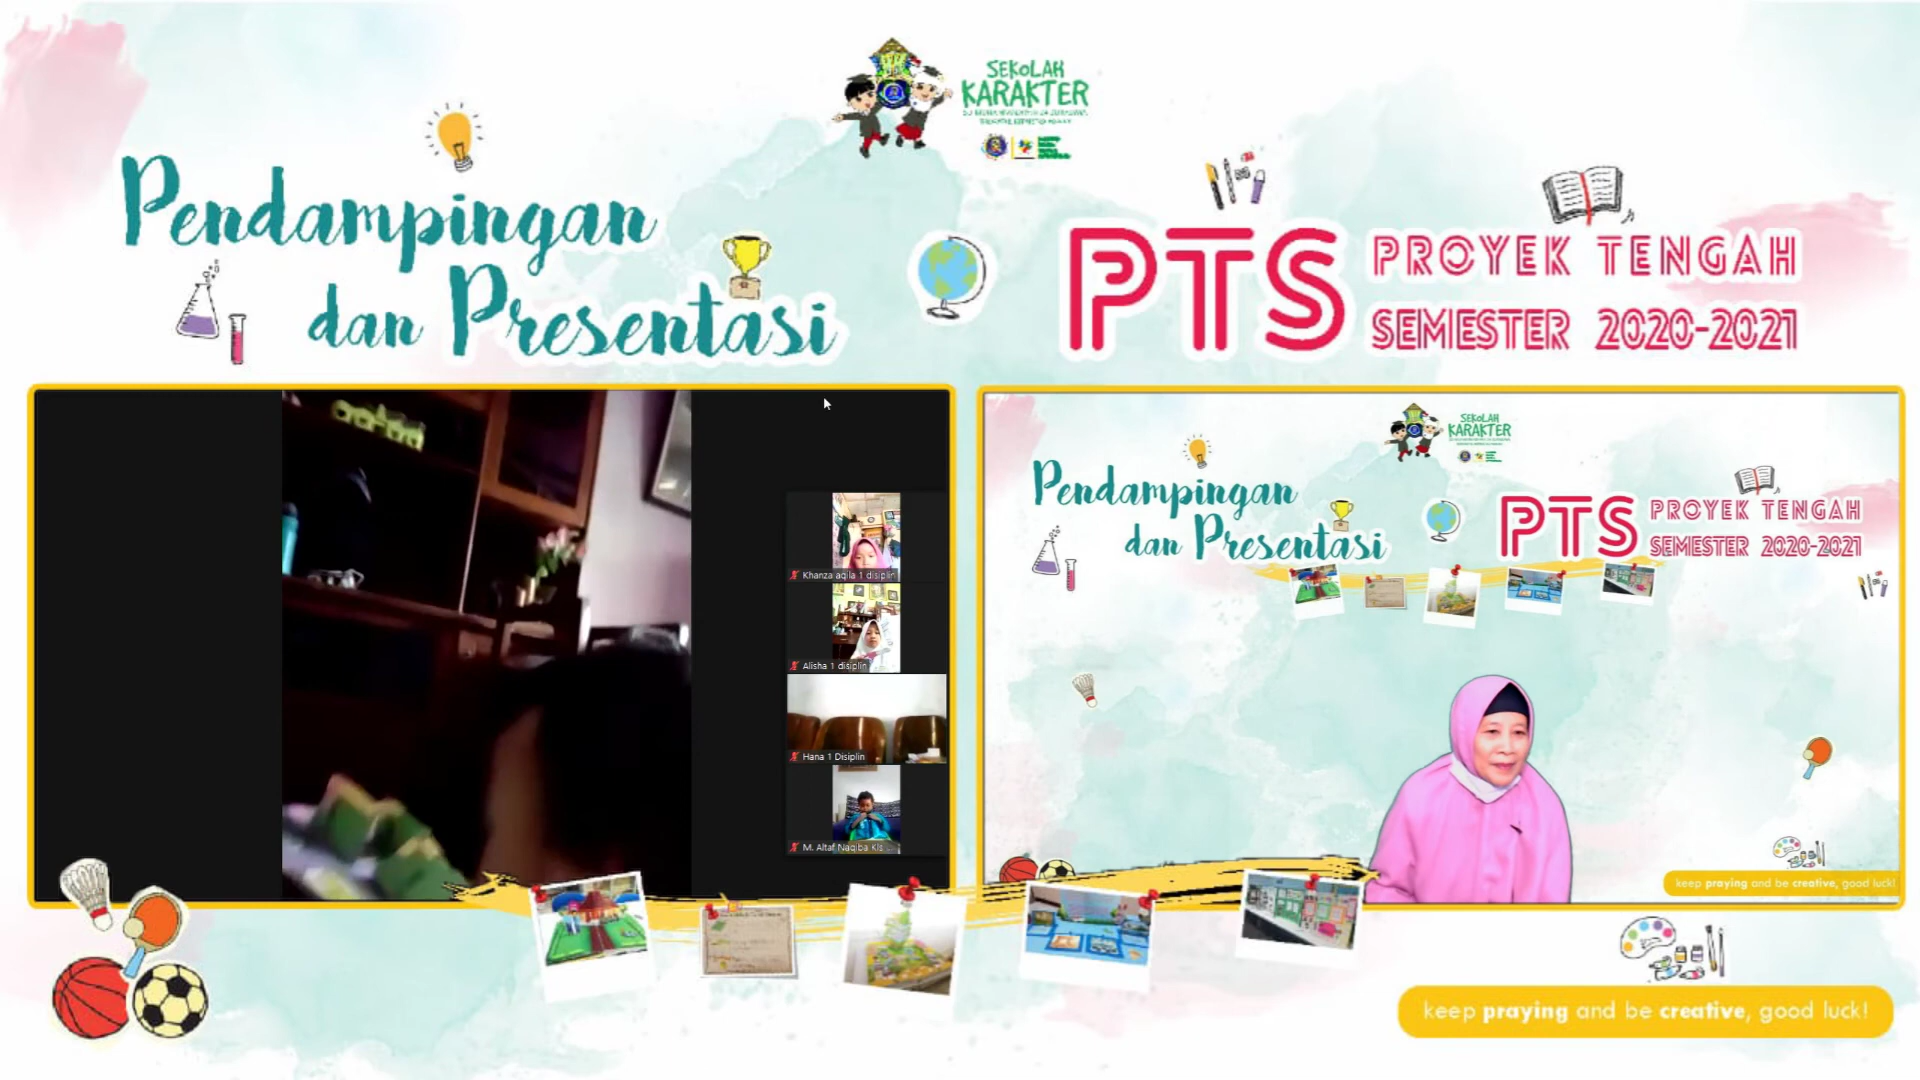 SEKOLAH
KARAKTER
Pendampingan
dan Presentasi
PTS
PROYEK TENGAH
SEMESTER 2020-2021
Khanza aqila 1 disiplin
Alisha 1 disiplin
Hana 1 Disiplin
M. Altaf Naqiba Kls
SEKOLAH
KARAKTER
Pendampingan
dan Presentasi
PTS
PROYEK TENGAH
SEMESTER 2020-2021
keep praying and be creative, good luck!
keep praying and be creative, good luck!